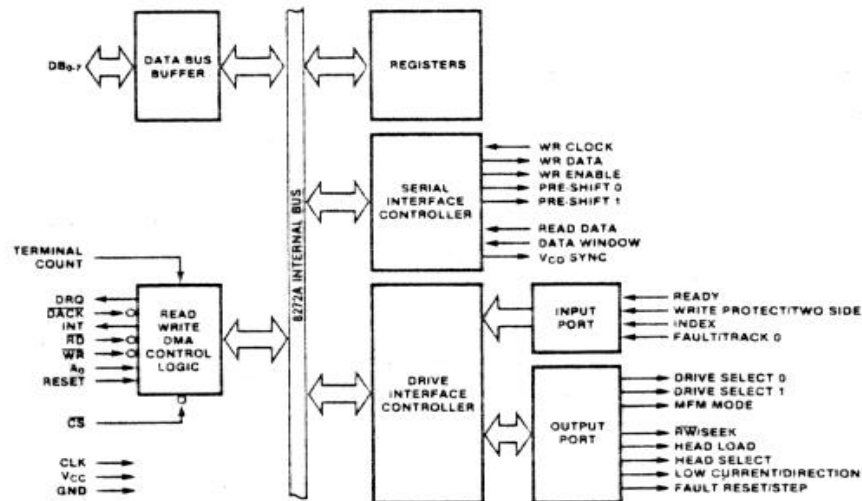 DB0-7
DATA BUS
BUFFER
REGISTERS
8272A INTERNAL BUS
SERIAL
INTERFACE
CONTROLLER
WR CLOCK
WR DATA
WR ENABLE
PRE-SHIFT 0
PRE-SHIFT 1
READ DATA
DATA WINDOW
VCO SYNC
TERMINAL
COUNT
DRQ
DACK
INT
RD
WR
A0
RESET
CS
READ
WRITE
DMA
CONTROL
LOGIC
CLK
VCC
GND
DRIVE
INTERFACE
CONTROLLER
INPUT
PORT
READY
WRITE PROTECT/TWO SIDE
INDEX
FAULT/TRACK 0
OUTPUT
PORT
DRIVE SELECT 0
DRIVE SELECT 1
MFM MODE
RW/SEEK
HEAD LOAD
HEAD SELECT
LOW CURRENT/DIRECTION
FAULT RESET/STEP